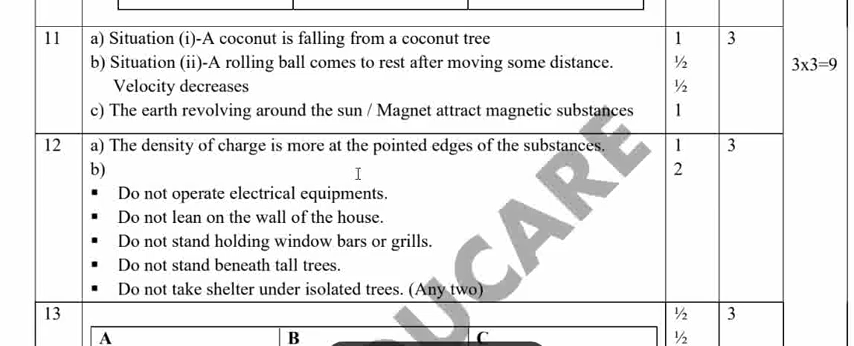 11 a) Situation (i)-A coconut is falling from a coconut tree 1 3
b) Situation (ii)-A rolling ball comes to rest after moving some distance. ½ 3x3=9
Velocity decreases ½
c) The earth revolving around the sun / Magnet attract magnetic substances 1
12 a) The density of charge is more at the pointed edges of the substances. 1 3
b) 2
▪ Do not operate electrical equipments.
▪ Do not lean on the wall of the house.
▪ Do not stand holding window bars or grills.
▪ Do not stand beneath tall trees.
▪ Do not take shelter under isolated trees. (Any two)
13 ½ 3
A B C ½
UCARE